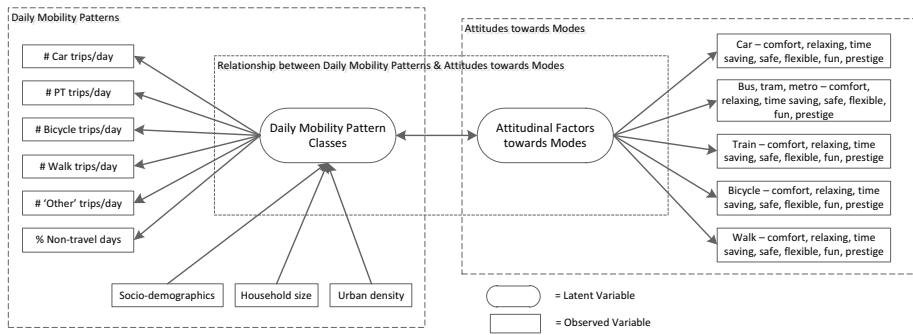 Daily Mobility Patterns
# Car trips/day
# PT trips/day
# Bicycle trips/day
# Walk trips/day
# 'Other' trips/day
% Non-travel days
Relationship between Daily Mobility Patterns & Attitudes towards Modes
Daily Mobility Pattern
Classes
Attitudinal Factors
towards Modes
Socio-demographics
Household size
Urban density
Attitudes towards Modes
Car – comfort, relaxing, time
saving, safe, flexible, fun, prestige
Bus, tram, metro – comfort,
relaxing, time saving, safe, flexible,
fun, prestige
Train – comfort, relaxing, time
saving, safe, flexible, fun, prestige
Bicycle – comfort, relaxing, time
saving, safe, flexible, fun, prestige
Walk – comfort, relaxing, time
saving, safe, flexible, fun, prestige
= Latent Variable
= Observed Variable